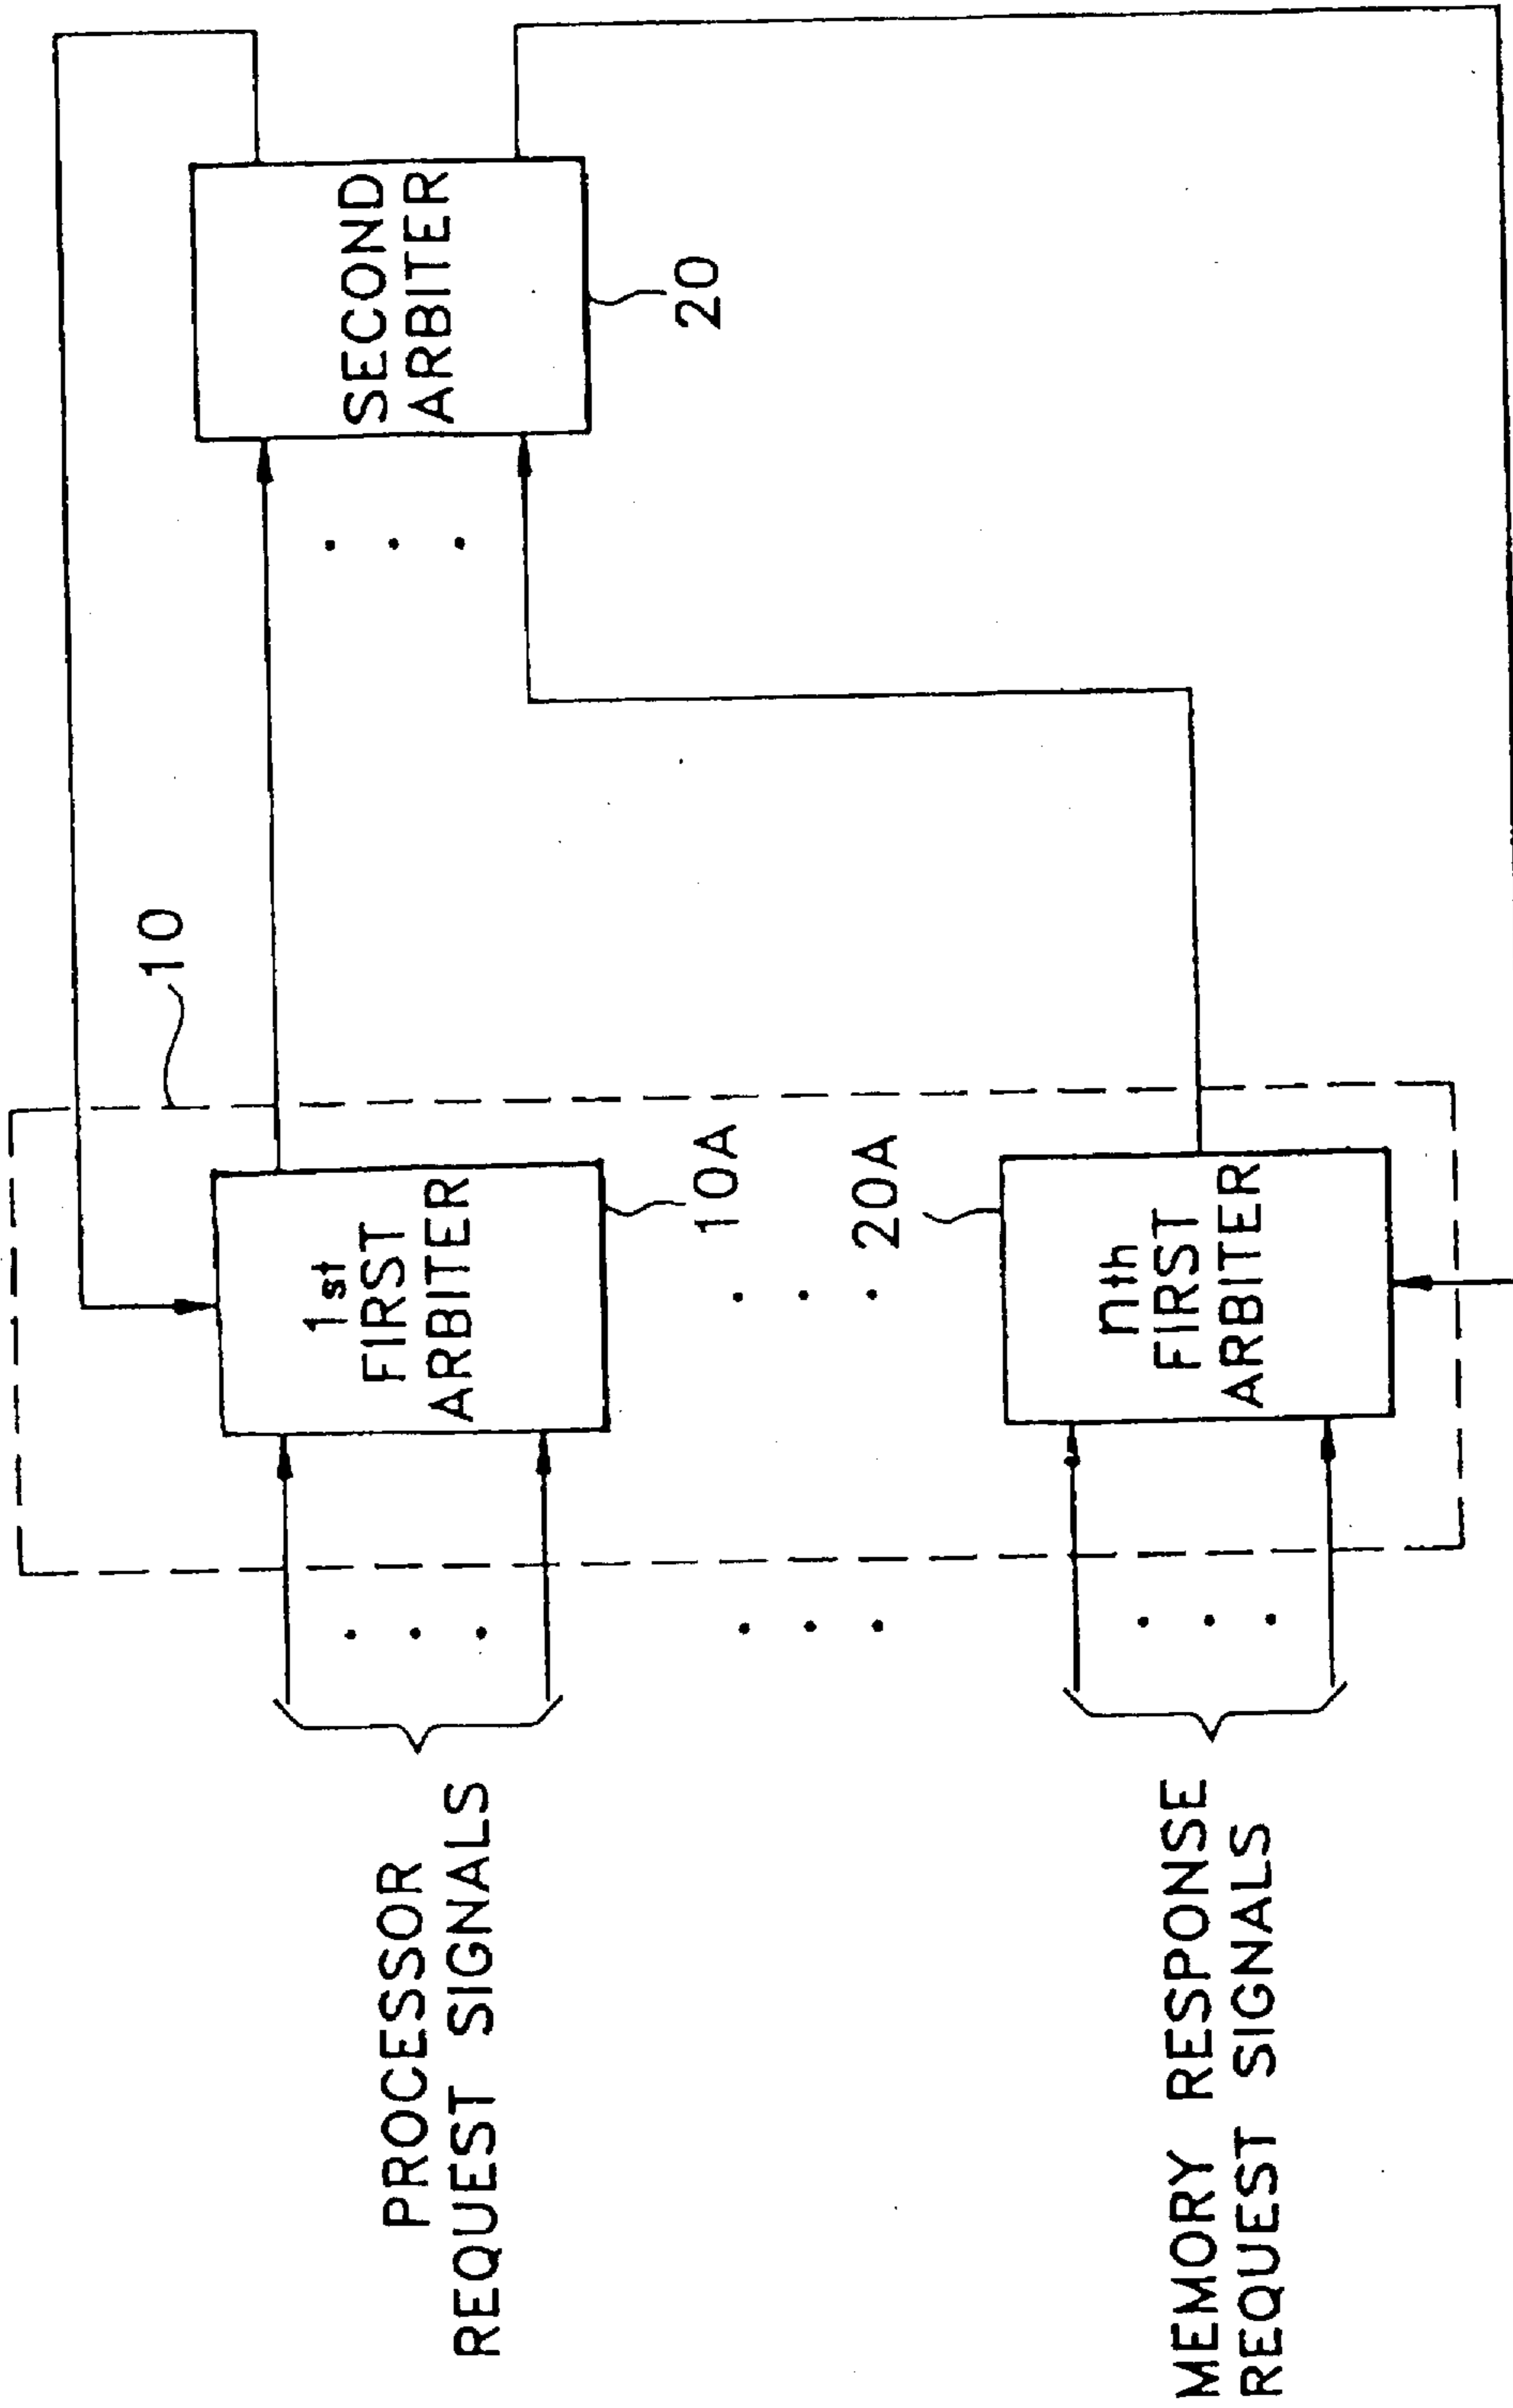 PROCESSOR
REQUEST SIGNALS
MEMORY RESPONSE
REQUEST SIGNALS
10
1st
FIRST
ARBITER
10A
20A
nth
FIRST
ARBITER
SECOND
ARBITER
20